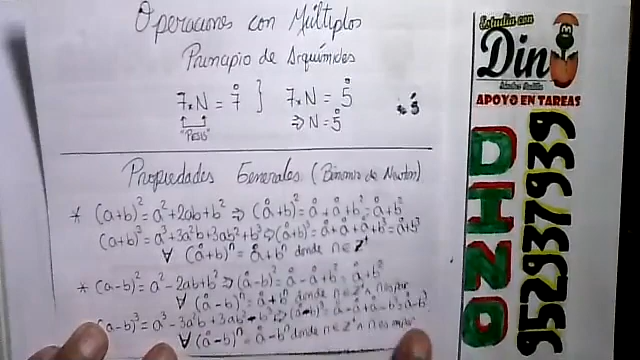 Operaciones con Múltiplos
Principio de Arquímides
7×N = 7̊ } 7×N = 5̊
"PESIS" ⇒ N = 5̊
Propiedades Generales (Binomio de Newton)
* (a+b)² = a² + 2ab + b² ⇒ (å+b)² = å + å + b² = å + b²
(a+b)³ = a³ + 3a²b + 3ab² + b³ ⇒ (å+b)³ = å + å + å + b³ = å + b³
∀ (å+b)ⁿ = å + bⁿ donde n ∈ Z⁺
* (a-b)² = a² - 2ab + b² ⇒ (å-b)² = å - å + b² = å + b²
∀ (å-b)ⁿ = å + bⁿ donde n ∈ Z⁺ ∧ n es par
(a-b)³ = a³ - 3a²b + 3ab² - b³ ⇒ (å-b)³ = å - å + å - b³ = å - b³
∀ (å-b)ⁿ = å - bⁿ donde n ∈ Z⁺ ∧ n es impar
Estudia con
Dino
Sánchez
APOYO EN TAREAS
DINO
952937939